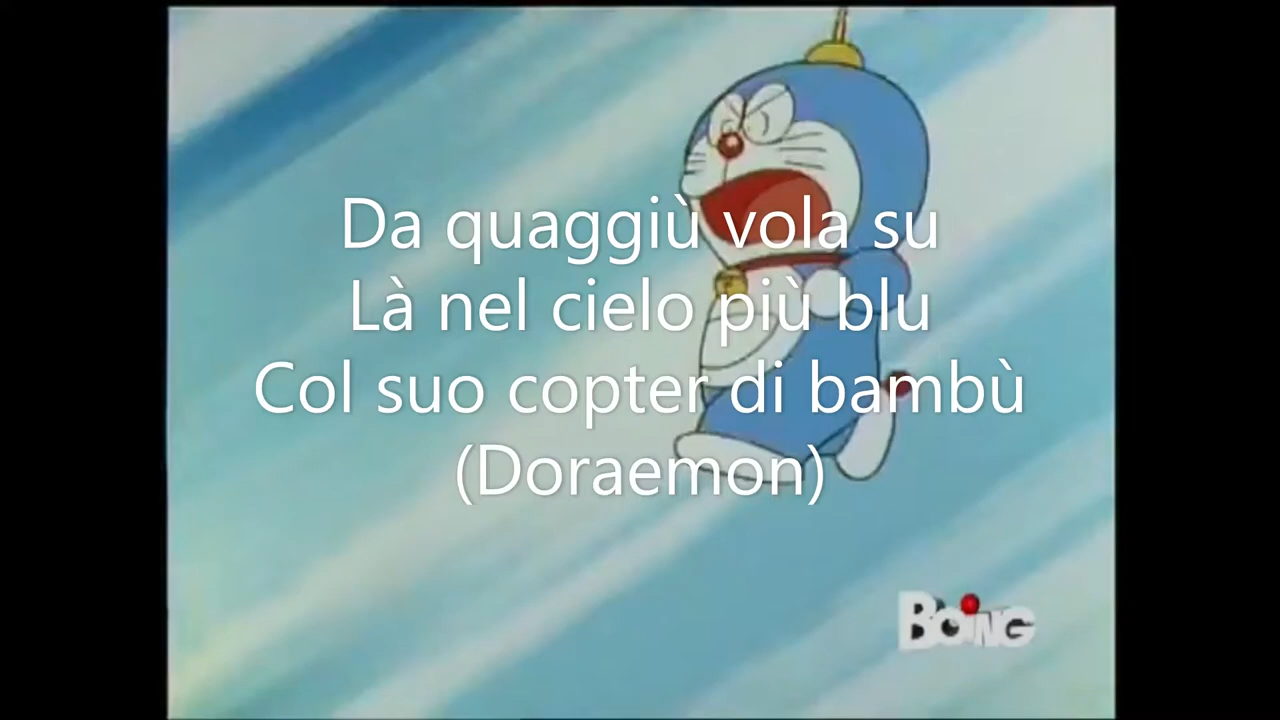 Da quaggiù vola su
Là nel cielo più blu
Col suo copter di bambù
(Doraemon)
BOING